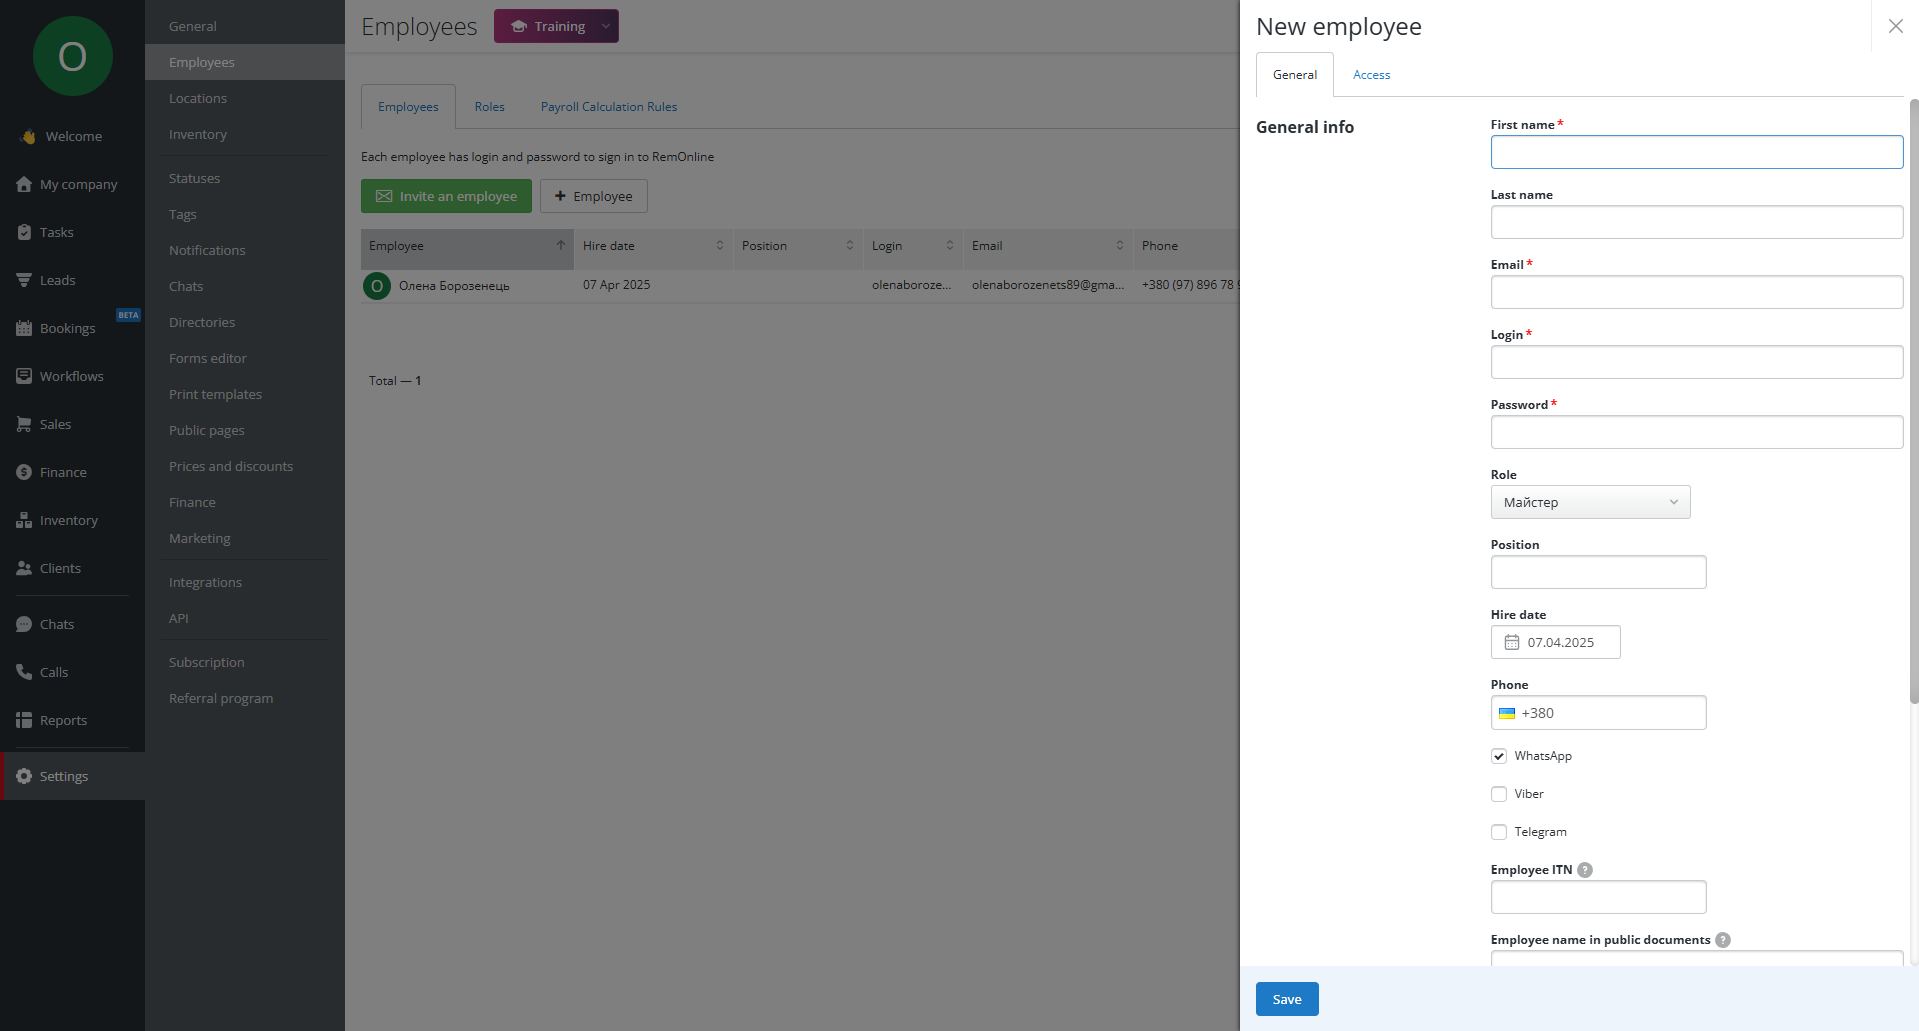 O
Welcome
My company
Tasks
Leads
Bookings
BETA
Workflows
Sales
Finance
Inventory
Clients
Chats
Calls
Reports
Settings
General
Employees
Locations
Inventory
Statuses
Tags
Notifications
Chats
Directories
Forms editor
Print templates
Public pages
Prices and discounts
Finance
Marketing
Integrations
API
Subscription
Referral program
Employees
Training
Employees Roles Payroll Calculation Rules
Each employee has login and password to sign in to RemOnline
Invite an employee + Employee
Employee Hire date Position Login Email Phone
O Олена Борозенець 07 Apr 2025 olenaboroze... olenaborozenets89@gma... +380 (97) 896 78
Total — 1
New employee
General Access
General info
First name *
Last name
Email *
Login *
Password *
Role
Майстер
Position
Hire date
07.04.2025
Phone
+380
WhatsApp
Viber
Telegram
Employee ITN ?
Employee name in public documents ?
Save